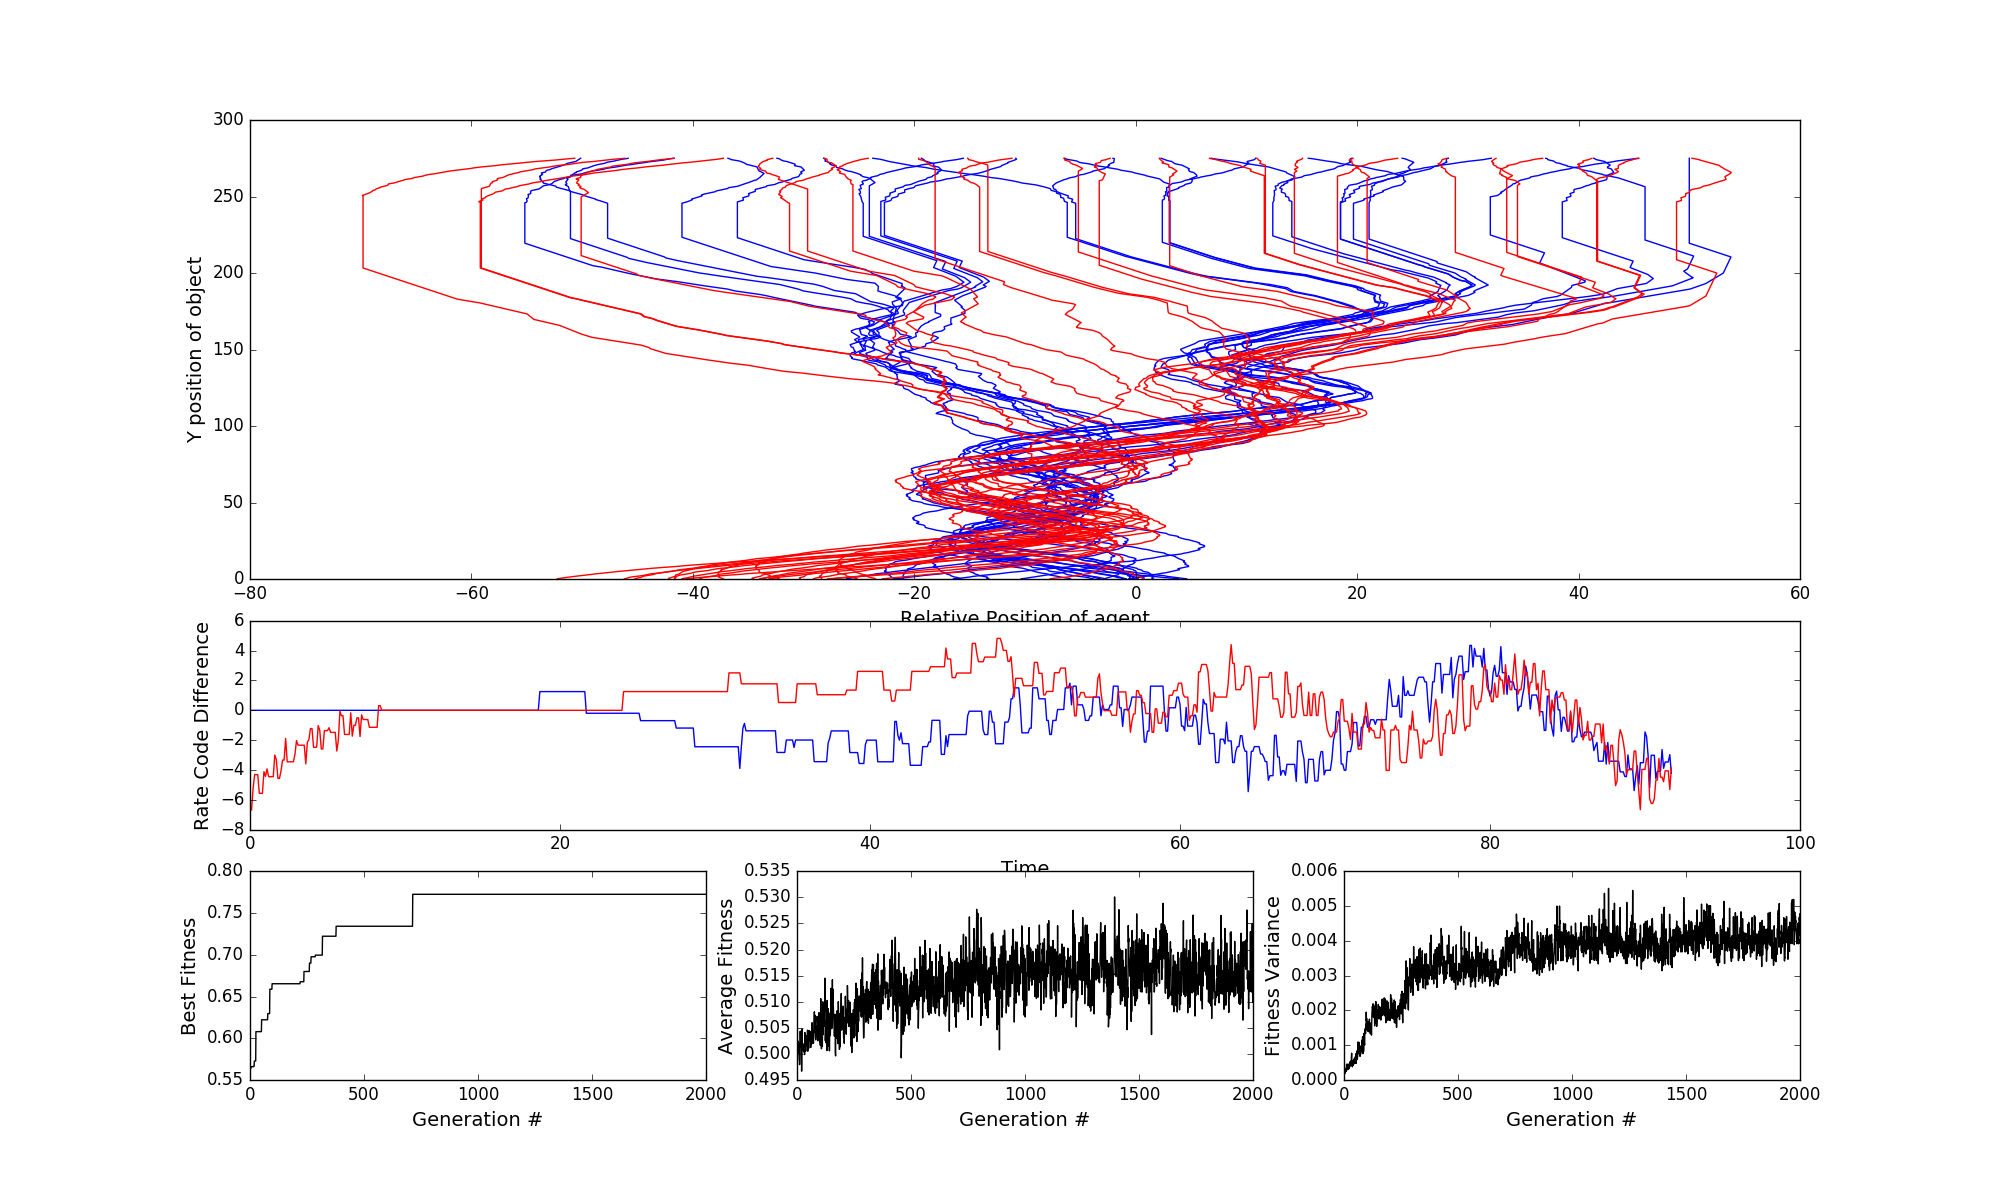 300
250
200
150
100
50
0
Y position of object
−80 −60 −40 −20 0 20 40 60
Relative Position of agent
6
4
2
0
−2
−4
−6
−8
Rate Code Difference
0 20 40 60 80 100
Time
0.80
0.75
0.70
0.65
0.60
0.55
Best Fitness
0 500 1000 1500 2000
Generation #
0.535
0.530
0.525
0.520
0.515
0.510
0.505
0.500
0.495
Average Fitness
0 500 1000 1500 2000
Generation #
0.006
0.005
0.004
0.003
0.002
0.001
0.000
Fitness Variance
0 500 1000 1500 2000
Generation #